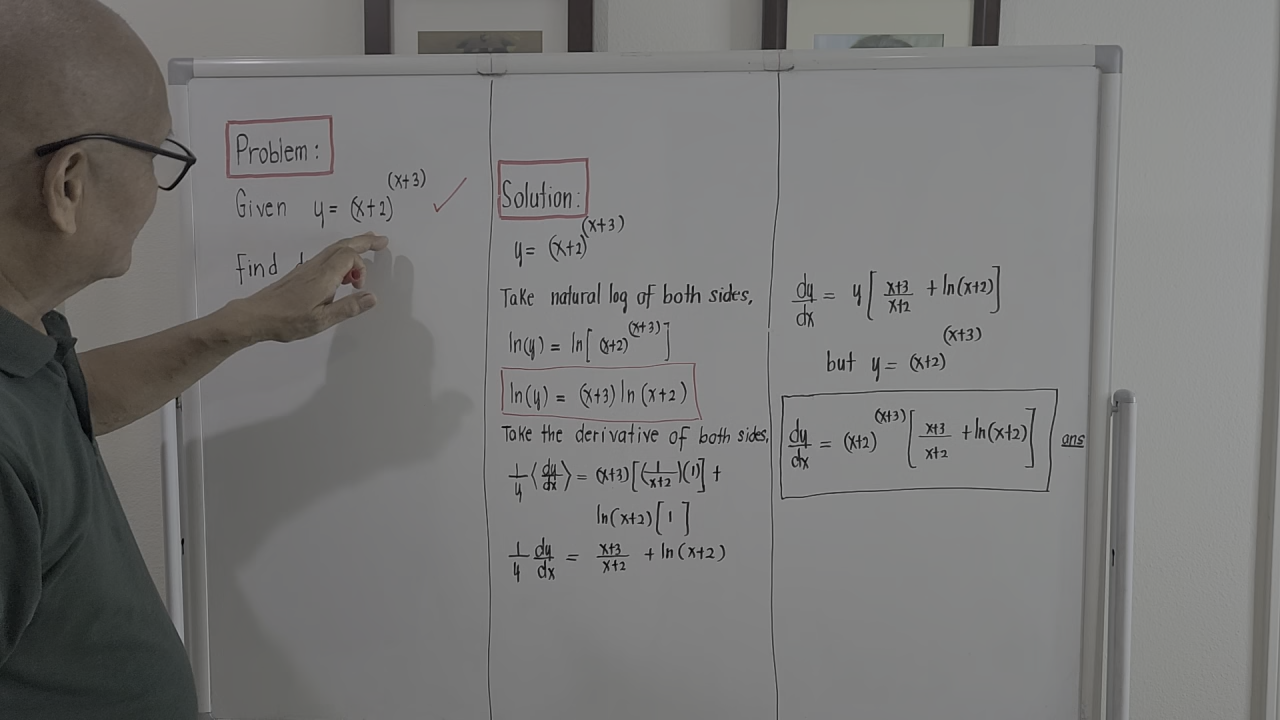 Problem:
Given y = (x+2)^(x+3) ✓
Find
Solution:
y = (x+2)^(x+3)
Take natural log of both sides,
ln(y) = ln[(x+2)^(x+3)]
ln(y) = (x+3) ln (x+2)
Take the derivative of both sides,
1/y (dy/dx) = (x+3)[(1/(x+2))(1)] +
ln(x+2)[1]
1/y dy/dx = (x+3)/(x+2) + ln(x+2)
dy/dx = y[(x+3)/(x+2) + ln(x+2)]
but y = (x+2)^(x+3)
dy/dx = (x+2)^(x+3) [(x+3)/(x+2) + ln(x+2)] ans